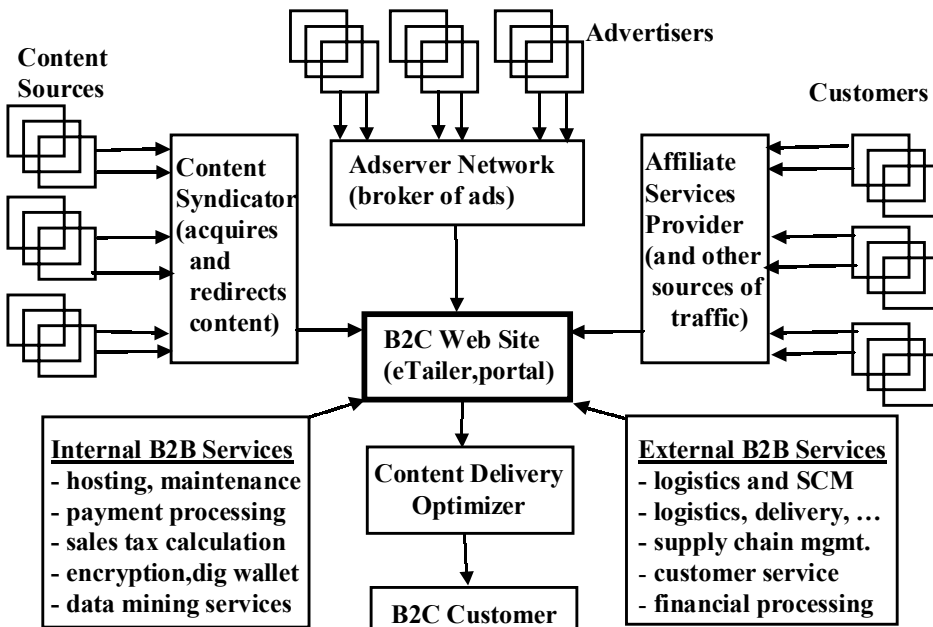 Content
Sources
Advertisers
Customers
Content
Syndicator
(acquires
and
redirects
content)
Adserver Network
(broker of ads)
Affiliate
Services
Provider
(and other
sources of
traffic)
B2C Web Site
(eTailer,portal)
Internal B2B Services
- hosting, maintenance
- payment processing
- sales tax calculation
- encryption,dig wallet
- data mining services
Content Delivery
Optimizer
External B2B Services
- logistics and SCM
- logistics, delivery, …
- supply chain mgmt.
- customer service
- financial processing
B2C Customer